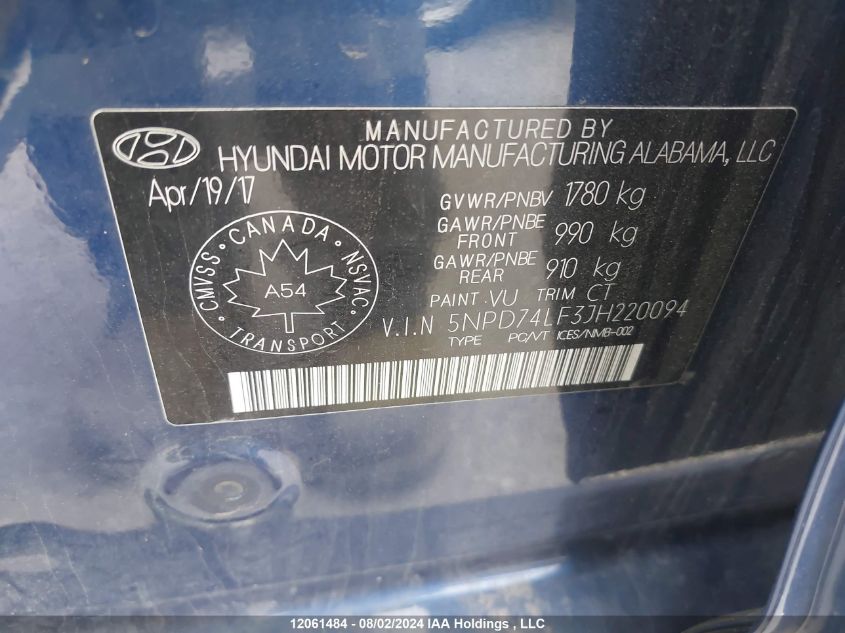 MANUFACTURED BY
HYUNDAI MOTOR MANUFACTURING ALABAMA, LLC
Apr/19/17
GVWR/PNBV 1780 kg
GAWR/PNBE FRONT 990 kg
GAWR/PNBE REAR 910 kg
PAINT VU TRIM CT
V.I.N 5NPD74LF3JH220094
TYPE PC/VT ICES/NMB-002
CANADA
CMVSS NSVAC
A54
TRANSPORT
12061484 - 08/02/2024 IAA Holdings , LLC